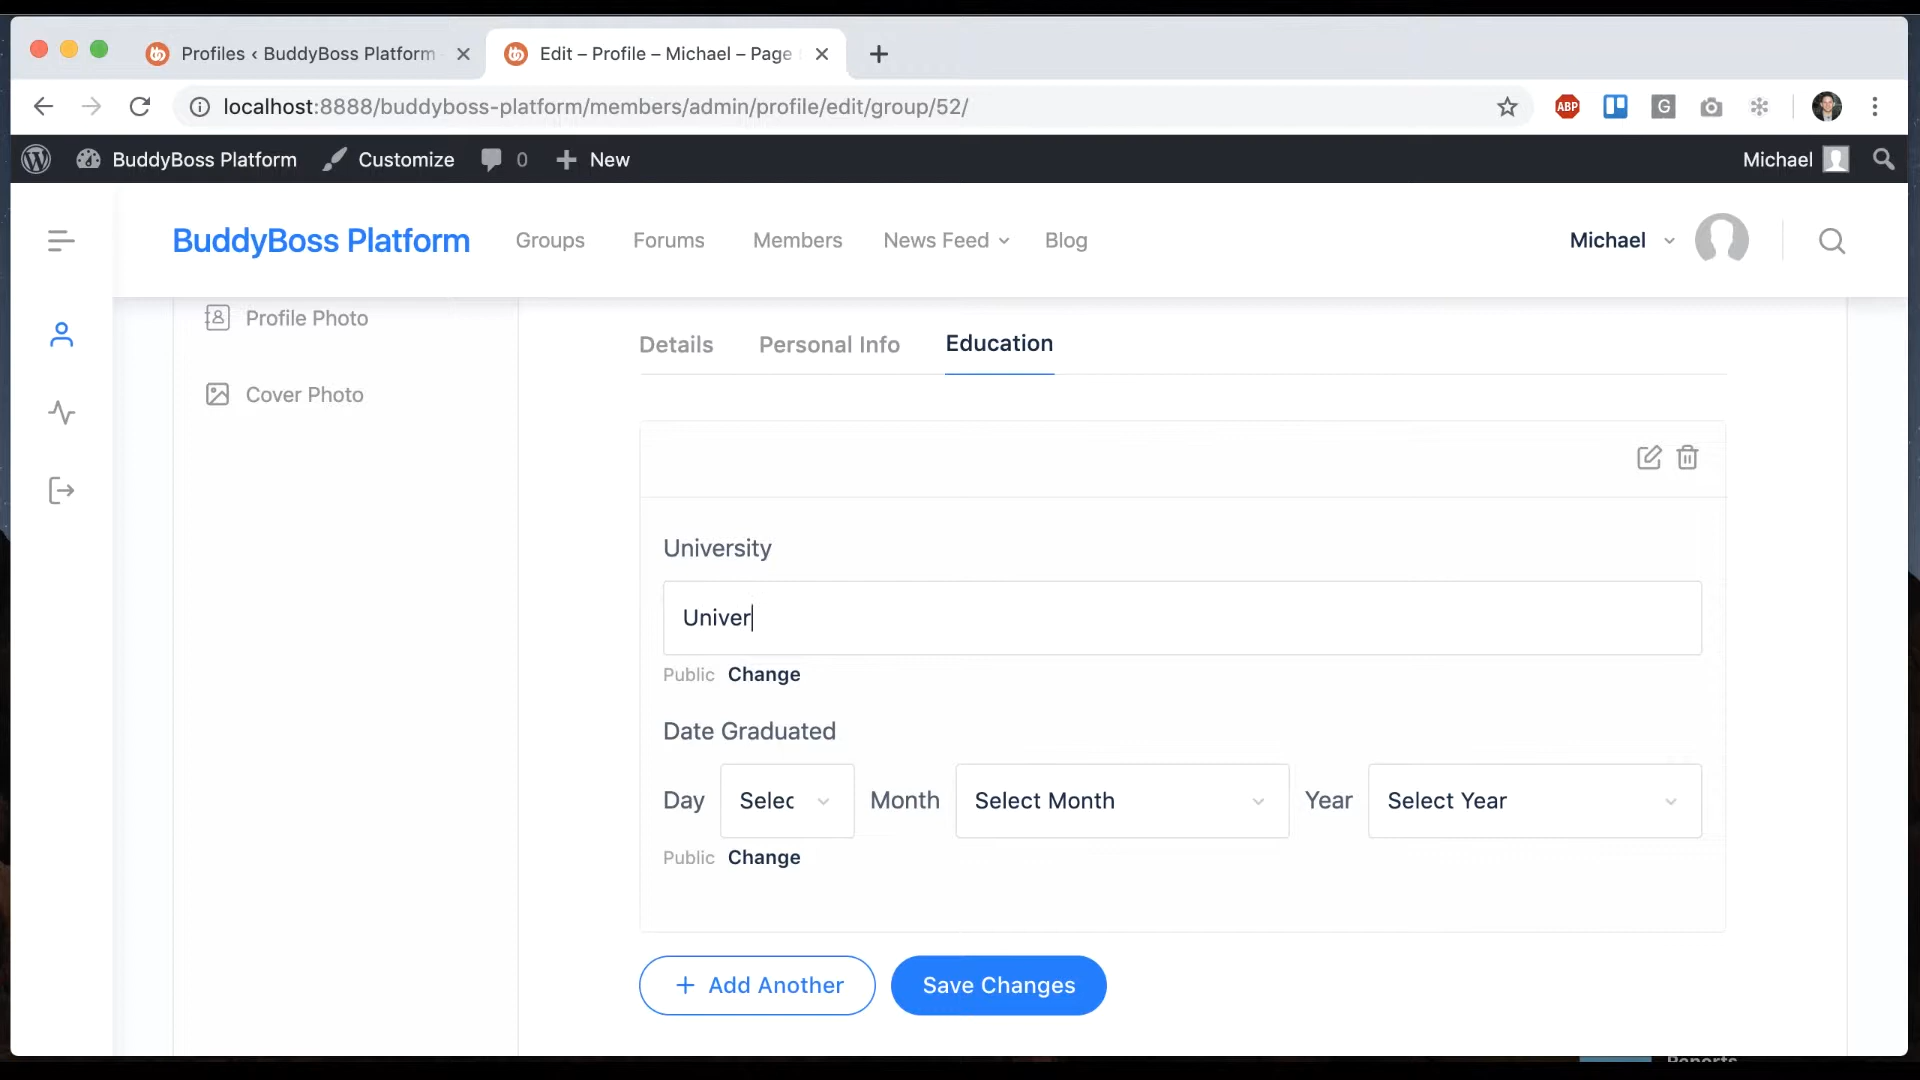 Profiles ‹ BuddyBoss Platform
Edit – Profile – Michael – Page
localhost:8888/buddyboss-platform/members/admin/profile/edit/group/52/
ABP
G
BuddyBoss Platform
Customize
0
New
Michael
BuddyBoss Platform
Groups
Forums
Members
News Feed
Blog
Michael
Profile Photo
Cover Photo
Details
Personal Info
Education
University
Univer
Public Change
Date Graduated
Day
Selec
Month
Select Month
Year
Select Year
Public Change
Add Another
Save Changes
Reports